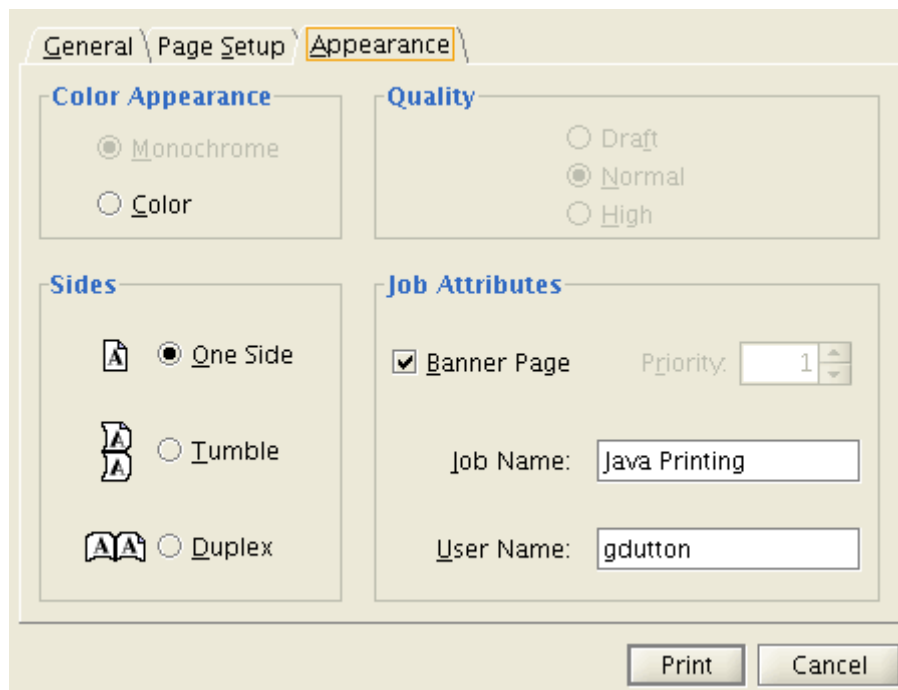 General Page Setup Appearance
Color Appearance
Monochrome
Color
Quality
Draft
Normal
High
Sides
A One Side
A
A Tumble
A A Duplex
Job Attributes
Banner Page Priority: 1
Job Name: Java Printing
User Name: gdutton
Print Cancel